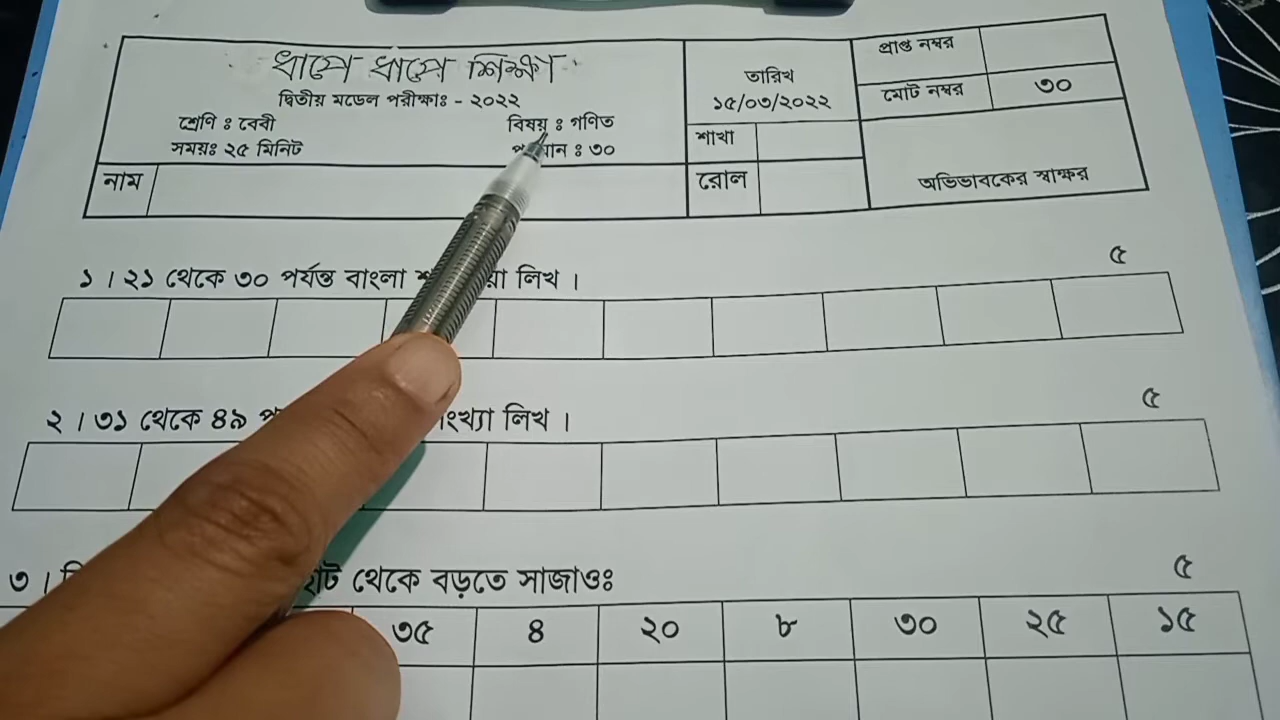 ধাপে ধাপে শিক্ষা
দ্বিতীয় মডেল পরীক্ষাঃ - ২০২২
শ্রেণি ঃ বেবী
বিষয় ঃ গণিত
সময়ঃ ২৫ মিনিট
মান ঃ ৩০
নাম
তারিখ
১৫/০৩/২০২২
শাখা
রোল
প্রাপ্ত নম্বর
মোট নম্বর ৩০
অভিভাবকের স্বাক্ষর
১। ২১ থেকে ৩০ পর্যন্ত বাংলা লিখ। ৫
২। ৩১ থেকে ৪৯ সংখ্যা লিখ। ৫
৩। থেকে বড়তে সাজাওঃ ৫
৩৫ ৪ ২০ ৮ ৩০ ২৫ ১৫